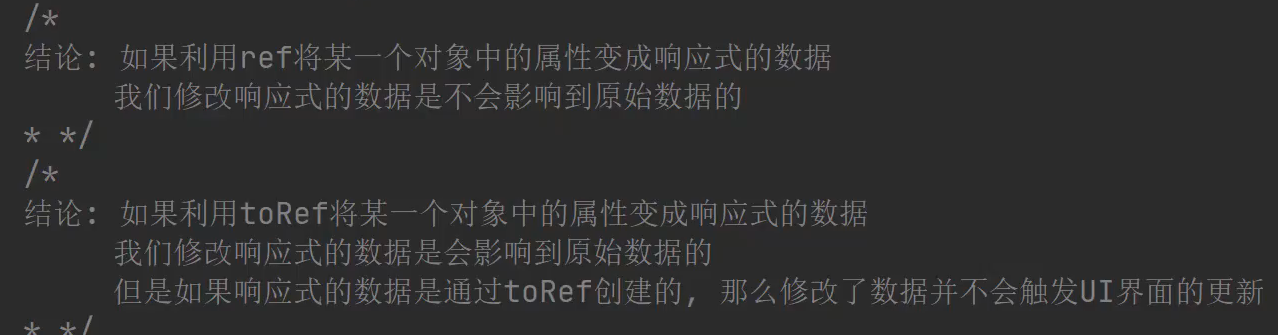 /*
结论: 如果利用ref将某一个对象中的属性变成响应式的数据
我们修改响应式的数据是不会影响到原始数据的
* */
/*
结论: 如果利用toRef将某一个对象中的属性变成响应式的数据
我们修改响应式的数据是会影响到原始数据的
但是如果响应式的数据是通过toRef创建的, 那么修改了数据并不会触发UI界面的更新
* */